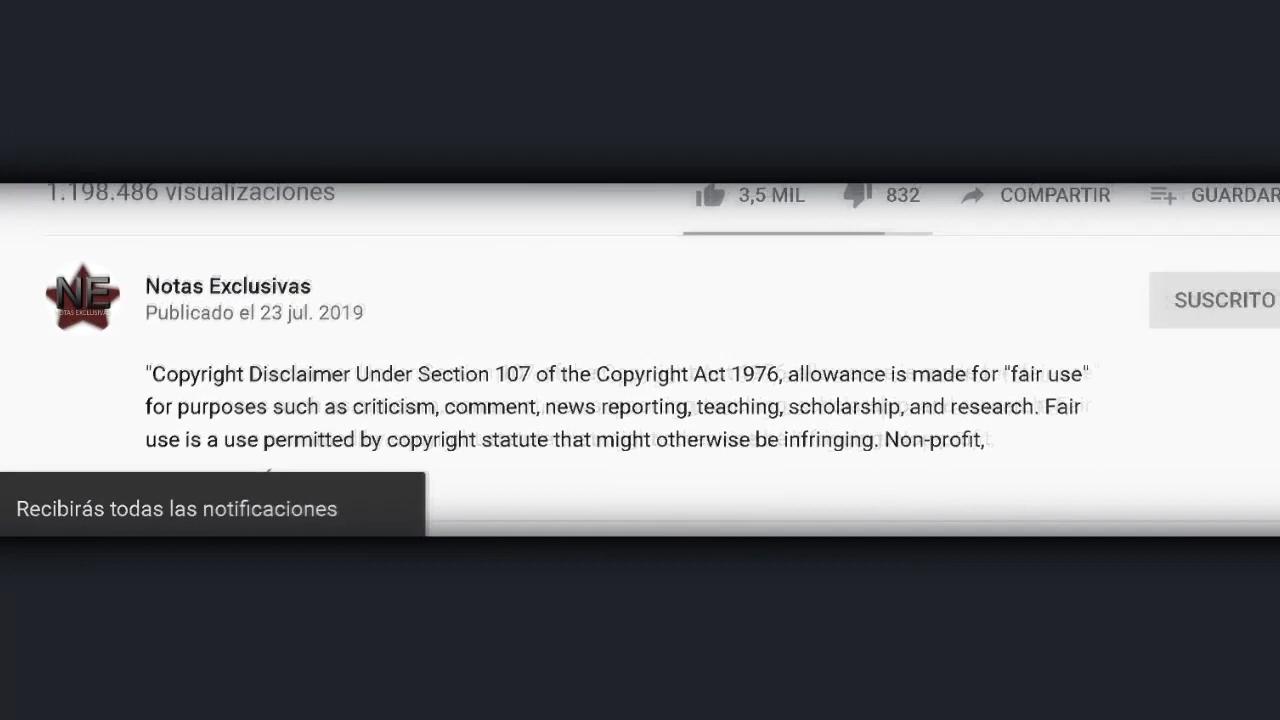 1.198.486 visualizaciones
3,5 MIL
832
COMPARTIR
GUARDAR
NE
NOTAS EXCLUSIVAS
Notas Exclusivas
Publicado el 23 jul. 2019
SUSCRITO
"Copyright Disclaimer Under Section 107 of the Copyright Act 1976, allowance is made for "fair use"
for purposes such as criticism, comment, news reporting, teaching, scholarship, and research. Fair
use is a use permitted by copyright statute that might otherwise be infringing. Non-profit,
Recibirás todas las notificaciones